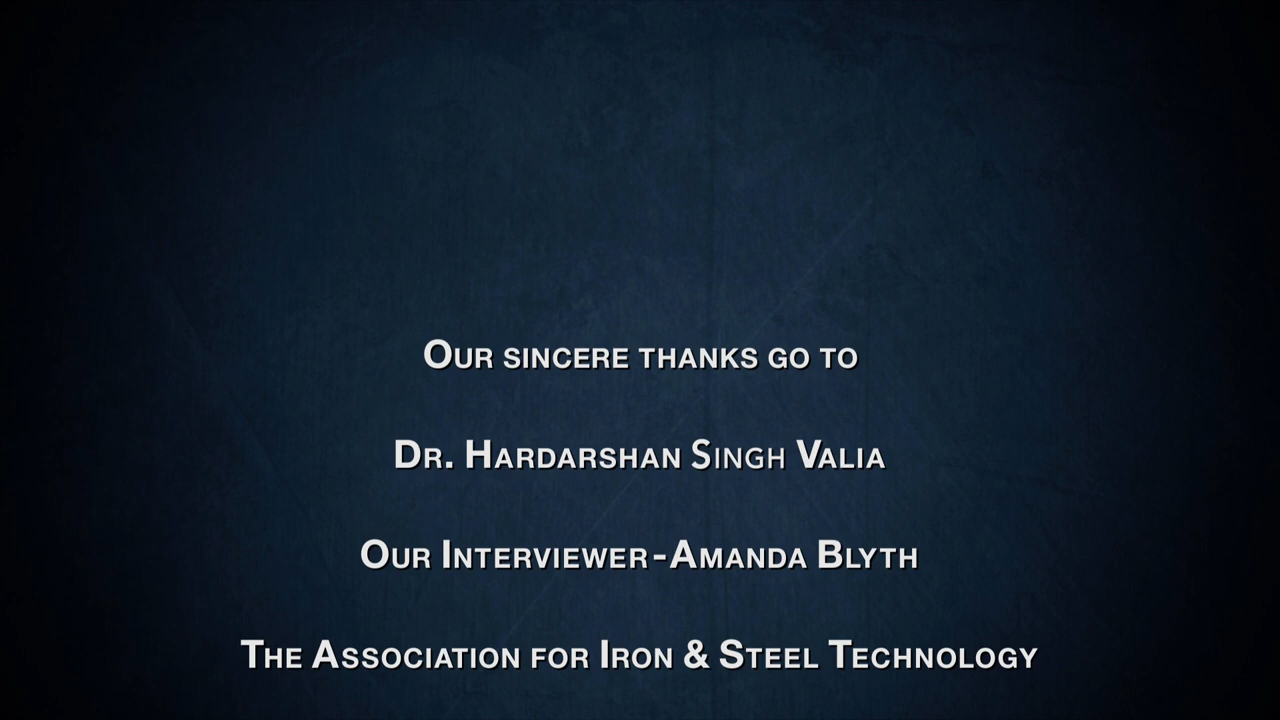 Our sincere thanks go to
Dr. Hardarshan Singh Valia
Our Interviewer-Amanda Blyth
The Association for Iron & Steel Technology